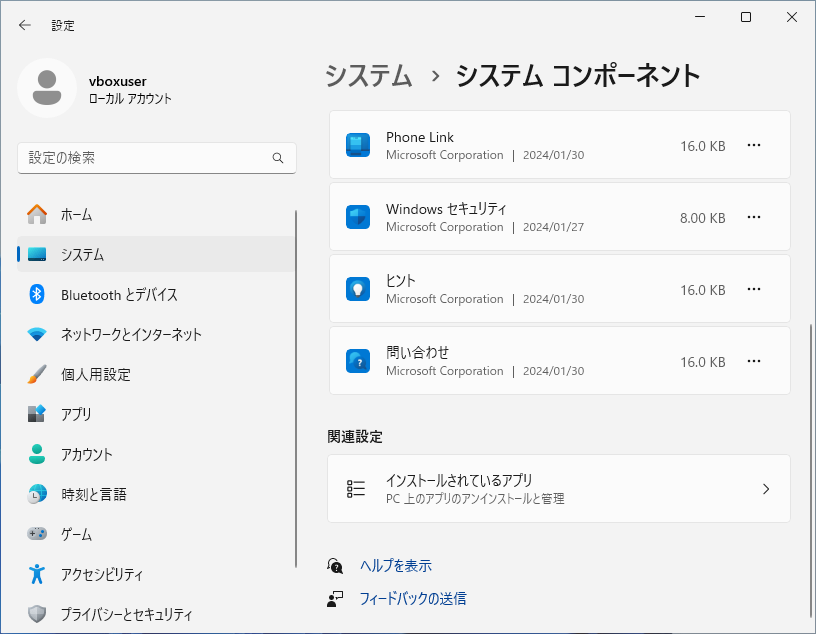 設定
vboxuser
ローカル アカウント
設定の検索
ホーム
システム
Bluetooth とデバイス
ネットワークとインターネット
個人用設定
アプリ
アカウント
時刻と言語
ゲーム
アクセシビリティ
プライバシーとセキュリティ
システム › システム コンポーネント
Phone Link
Microsoft Corporation | 2024/01/30
16.0 KB
Windows セキュリティ
Microsoft Corporation | 2024/01/27
8.00 KB
ヒント
Microsoft Corporation | 2024/01/30
16.0 KB
問い合わせ
Microsoft Corporation | 2024/01/30
16.0 KB
関連設定
インストールされているアプリ
PC 上のアプリのアンインストールと管理
ヘルプを表示
フィードバックの送信